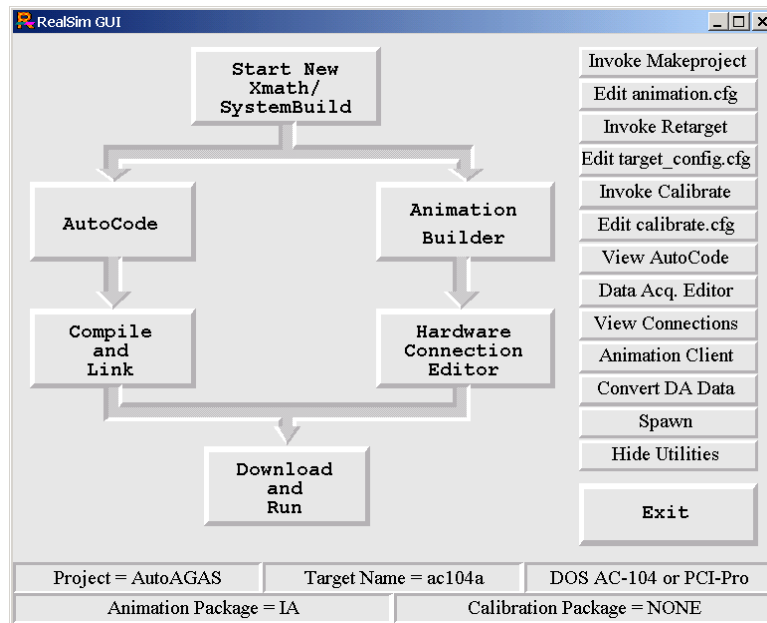 RealSim GUI
Start New
Xmath/
SystemBuild
AutoCode
Animation
Builder
Compile
and
Link
Hardware
Connection
Editor
Download
and
Run
Invoke Makeproject
Edit animation.cfg
Invoke Retarget
Edit target_config.cfg
Invoke Calibrate
Edit calibrate.cfg
View AutoCode
Data Acq. Editor
View Connections
Animation Client
Convert DA Data
Spawn
Hide Utilities
Exit
Project = AutoAGAS
Target Name = ac104a
DOS AC-104 or PCI-Pro
Animation Package = IA
Calibration Package = NONE